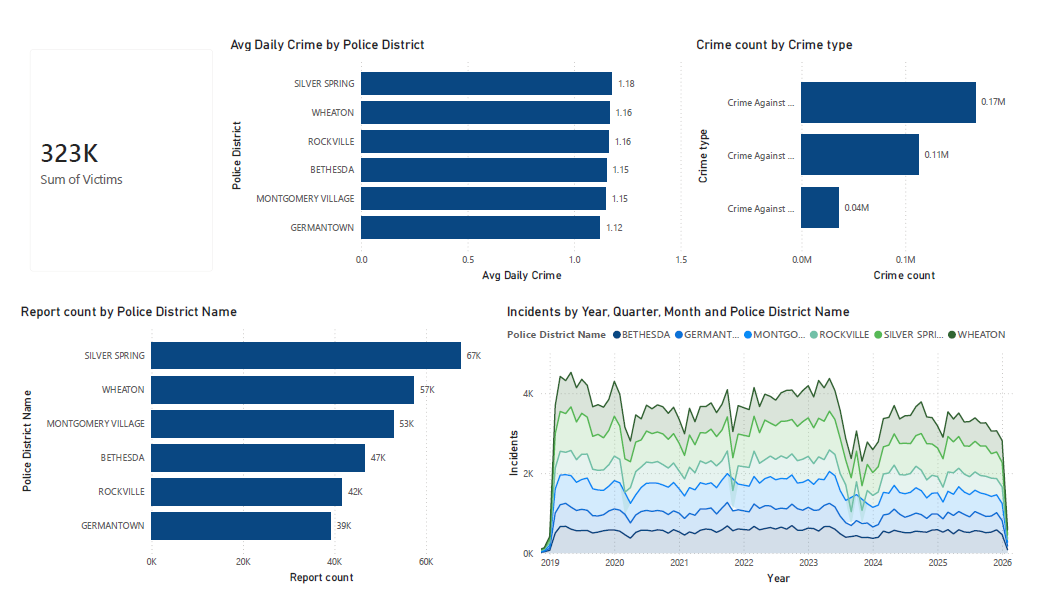 323K
Sum of Victims
Avg Daily Crime by Police District
Police District
SILVER SPRING 1.18
WHEATON 1.16
ROCKVILLE 1.16
BETHESDA 1.15
MONTGOMERY VILLAGE 1.15
GERMANTOWN 1.12
0.0 0.5 1.0 1.5
Avg Daily Crime
Crime count by Crime type
Crime type
Crime Against ... 0.17M
Crime Against ... 0.11M
Crime Against ... 0.04M
0.0M 0.1M
Crime count
Report count by Police District Name
Police District Name
SILVER SPRING 67K
WHEATON 57K
MONTGOMERY VILLAGE 53K
BETHESDA 47K
ROCKVILLE 42K
GERMANTOWN 39K
0K 20K 40K 60K
Report count
Incidents by Year, Quarter, Month and Police District Name
Police District Name BETHESDA GERMANT... MONTGO... ROCKVILLE SILVER SPRI... WHEATON
Incidents
4K
2K
0K
2019 2020 2021 2022 2023 2024 2025 2026
Year